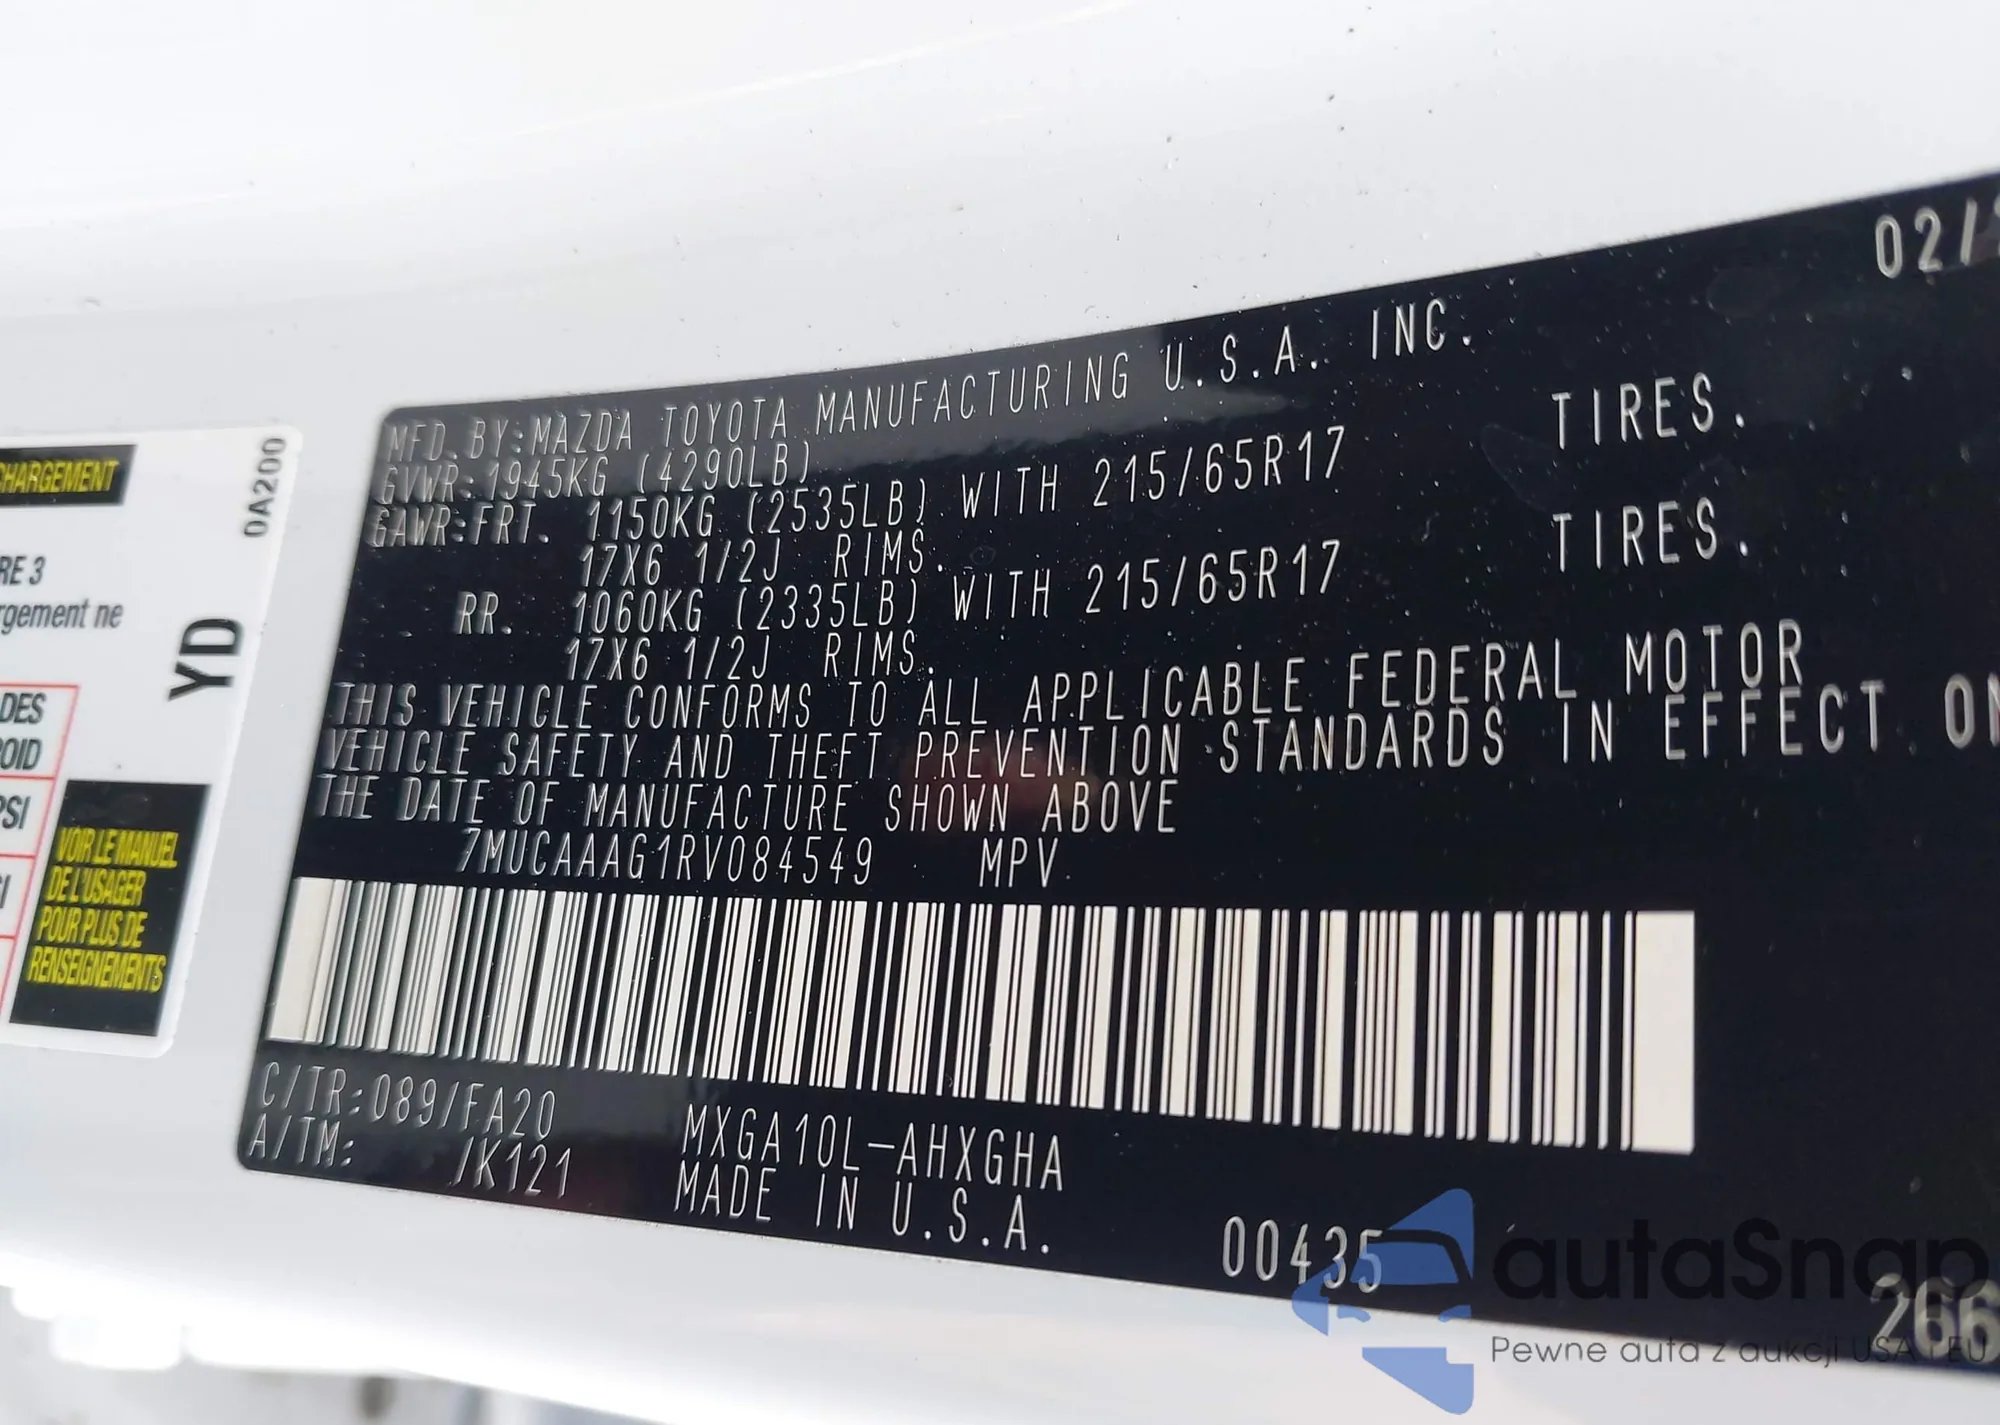 CHARGEMENT
0A200
RE 3
rgement ne
YD
DES
OID
PSI
VOIR LE MANUEL
DE L'USAGER
POUR PLUS DE
RENSEIGNEMENTS
02/
MFD.BY:MAZDA TOYOTA MANUFACTURING U.S.A. INC.
GVWR:1945KG (4290LB)
GAWR:FRT. 1150KG (2535LB) WITH 215/65R17 TIRES.
17X6 1/2J RIMS.
RR. 1060KG (2335LB) WITH 215/65R17 TIRES.
17X6 1/2J RIMS.
THIS VEHICLE CONFORMS TO ALL APPLICABLE FEDERAL MOTOR
VEHICLE SAFETY AND THEFT PREVENTION STANDARDS IN EFFECT ON
THE DATE OF MANUFACTURE SHOWN ABOVE
7MUCAAAG1RV084549 MPV
C/TR:089/FA20 MXGA10L-AHXGHA
A/TM: /K121 MADE IN U.S.A.
00435
266
autaSnap
Pewne auta z aukcji USA i EU